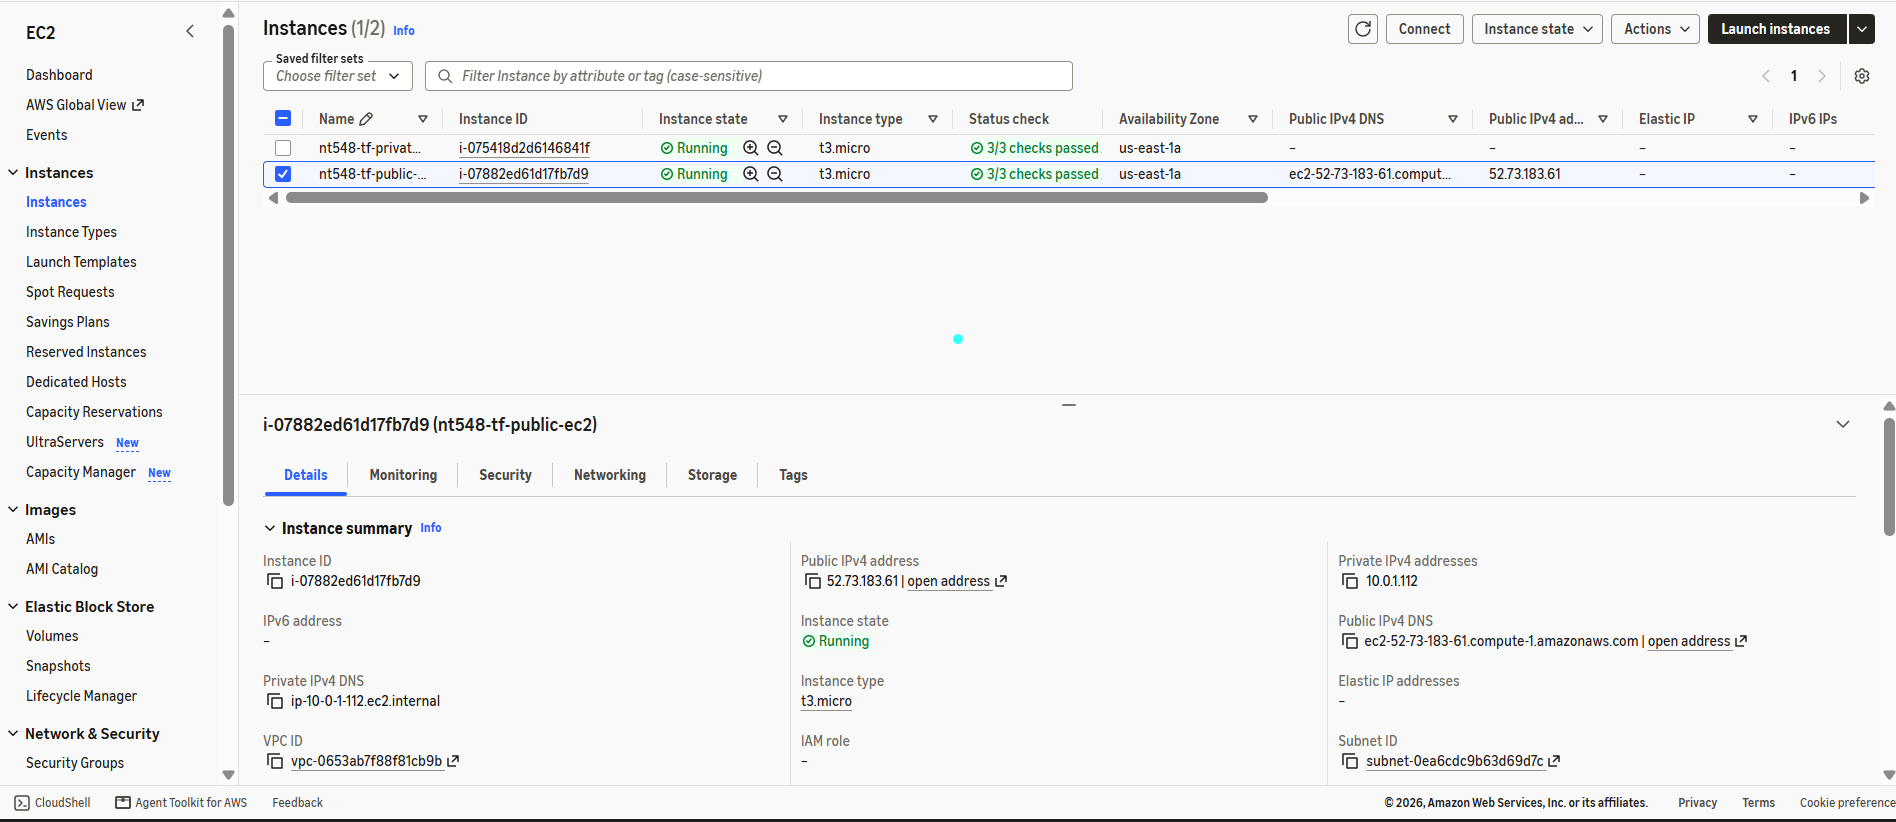 EC2
Dashboard
AWS Global View
Events
Instances
Instances
Instance Types
Launch Templates
Spot Requests
Savings Plans
Reserved Instances
Dedicated Hosts
Capacity Reservations
UltraServers New
Capacity Manager New
Images
AMIs
AMI Catalog
Elastic Block Store
Volumes
Snapshots
Lifecycle Manager
Network & Security
Security Groups
Instances (1/2) Info
Connect Instance state Actions Launch instances
Saved filter sets
Choose filter set Filter Instance by attribute or tag (case-sensitive) 1
Name Instance ID Instance state Instance type Status check Availability Zone Public IPv4 DNS Public IPv4 ad... Elastic IP IPv6 IPs
nt548-tf-privat... i-075418d2d6146841f Running t3.micro 3/3 checks passed us-east-1a – – – –
nt548-tf-public-... i-07882ed61d17fb7d9 Running t3.micro 3/3 checks passed us-east-1a ec2-52-73-183-61.comput... 52.73.183.61 – –
i-07882ed61d17fb7d9 (nt548-tf-public-ec2)
Details Monitoring Security Networking Storage Tags
Instance summary Info
Instance ID Public IPv4 address Private IPv4 addresses
i-07882ed61d17fb7d9 52.73.183.61 | open address 10.0.1.112
IPv6 address Instance state Public IPv4 DNS
– Running ec2-52-73-183-61.compute-1.amazonaws.com | open address
Private IPv4 DNS Instance type Elastic IP addresses
ip-10-0-1-112.ec2.internal t3.micro –
VPC ID IAM role Subnet ID
vpc-0653ab7f88f81cb9b – subnet-0ea6cdc9b63d69d7c
CloudShell Agent Toolkit for AWS Feedback © 2026, Amazon Web Services, Inc. or its affiliates. Privacy Terms Cookie preference